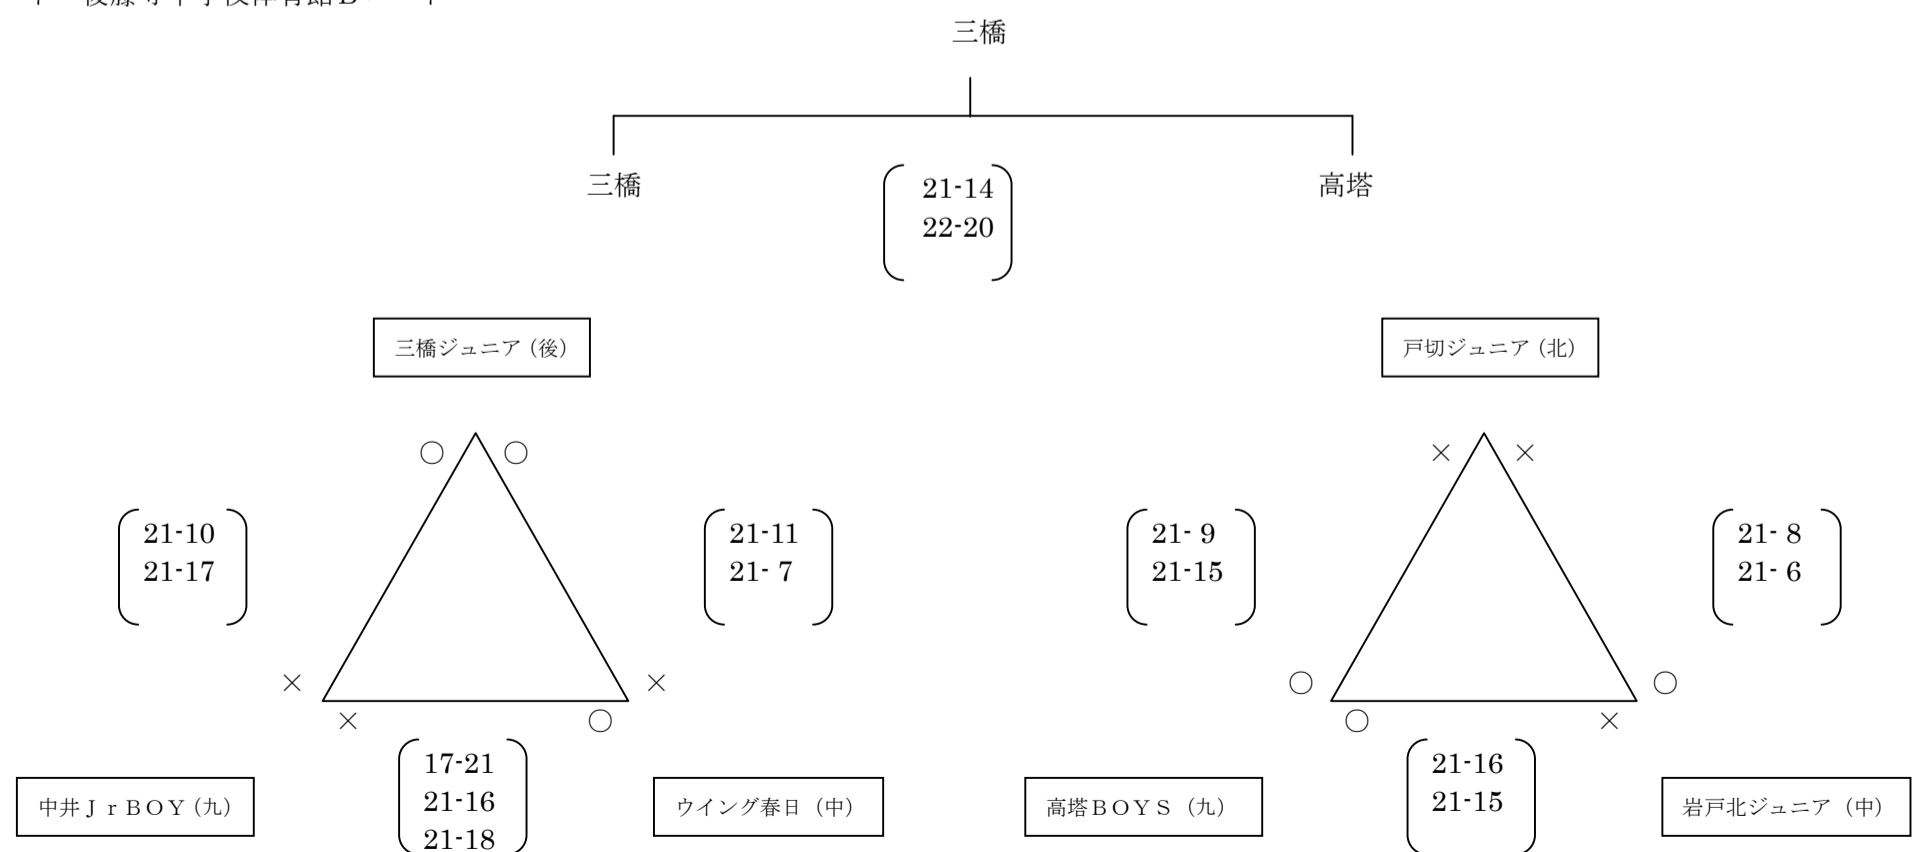 三橋
三橋
21-14
22-20
高塔
三橋ジュニア（後）
戸切ジュニア（北）
○ ○
× ×
21-10
21-17
21-11
21- 7
21- 9
21-15
21- 8
21- 6
× ×
× ○
○ ○
○ ×
17-21
21-16
21-18
21-16
21-15
中井ＪｒＢＯＹ（九）
ウイング春日（中）
高塔ＢＯＹＳ（九）
岩戸北ジュニア（中）